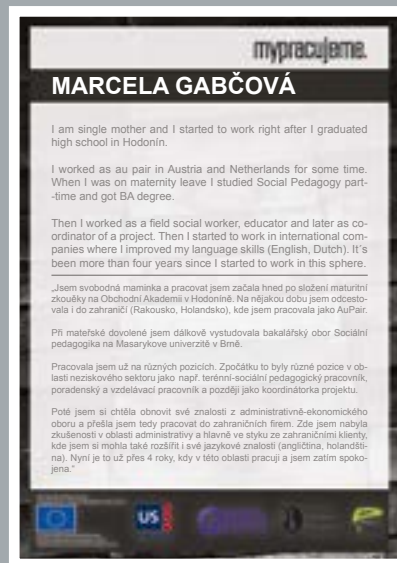 mypracujeme.
MARCELA GABČOVÁ
I am single mother and I started to work right after I graduated
high school in Hodonín.
I worked as au pair in Austria and Netherlands for some time.
When I was on maternity leave I studied Social Pedagogy part-
-time and got BA degree.
Then I worked as a field social worker, educator and later as co-
ordinator of a project. Then I started to work in international com-
panies where I improved my language skills (English, Dutch). It´s
been more than four years since I started to work in this sphere.
„Jsem svobodná maminka a pracovat jsem začala hned po složení maturitní
zkoušky na Obchodní Akademii v Hodoníně. Na nějakou dobu jsem odcesto-
vala i do zahraničí (Rakousko, Holandsko), kde jsem pracovala jako AuPair.
Při mateřské dovolené jsem dálkově vystudovala bakalářský obor Sociální
pedagogika na Masarykove univerzitě v Brně.
Pracovala jsem už na různých pozicích. Zpočátku to byly různé pozice v ob-
lasti neziskového sektoru jako např. terénní-sociální pedagogický pracovník,
poradenský a vzdělávací pracovník a později jako koordinátorka projektu.
Poté jsem si chtěla obnovit své znalosti z administrativně-ekonomického
oboru a přešla jsem tedy pracovat do zahraničních firem. Zde jsem nabyla
zkušenosti v oblasti administrativy a hlavně ve styku ze zahraničními klienty,
kde jsem si mohla také rozšířit i své jazykové znalosti (angličtina, holandšti-
na). Nyní je to už přes 4 roky, kdy v této oblasti pracuji a jsem zatím spoko-
jena.“